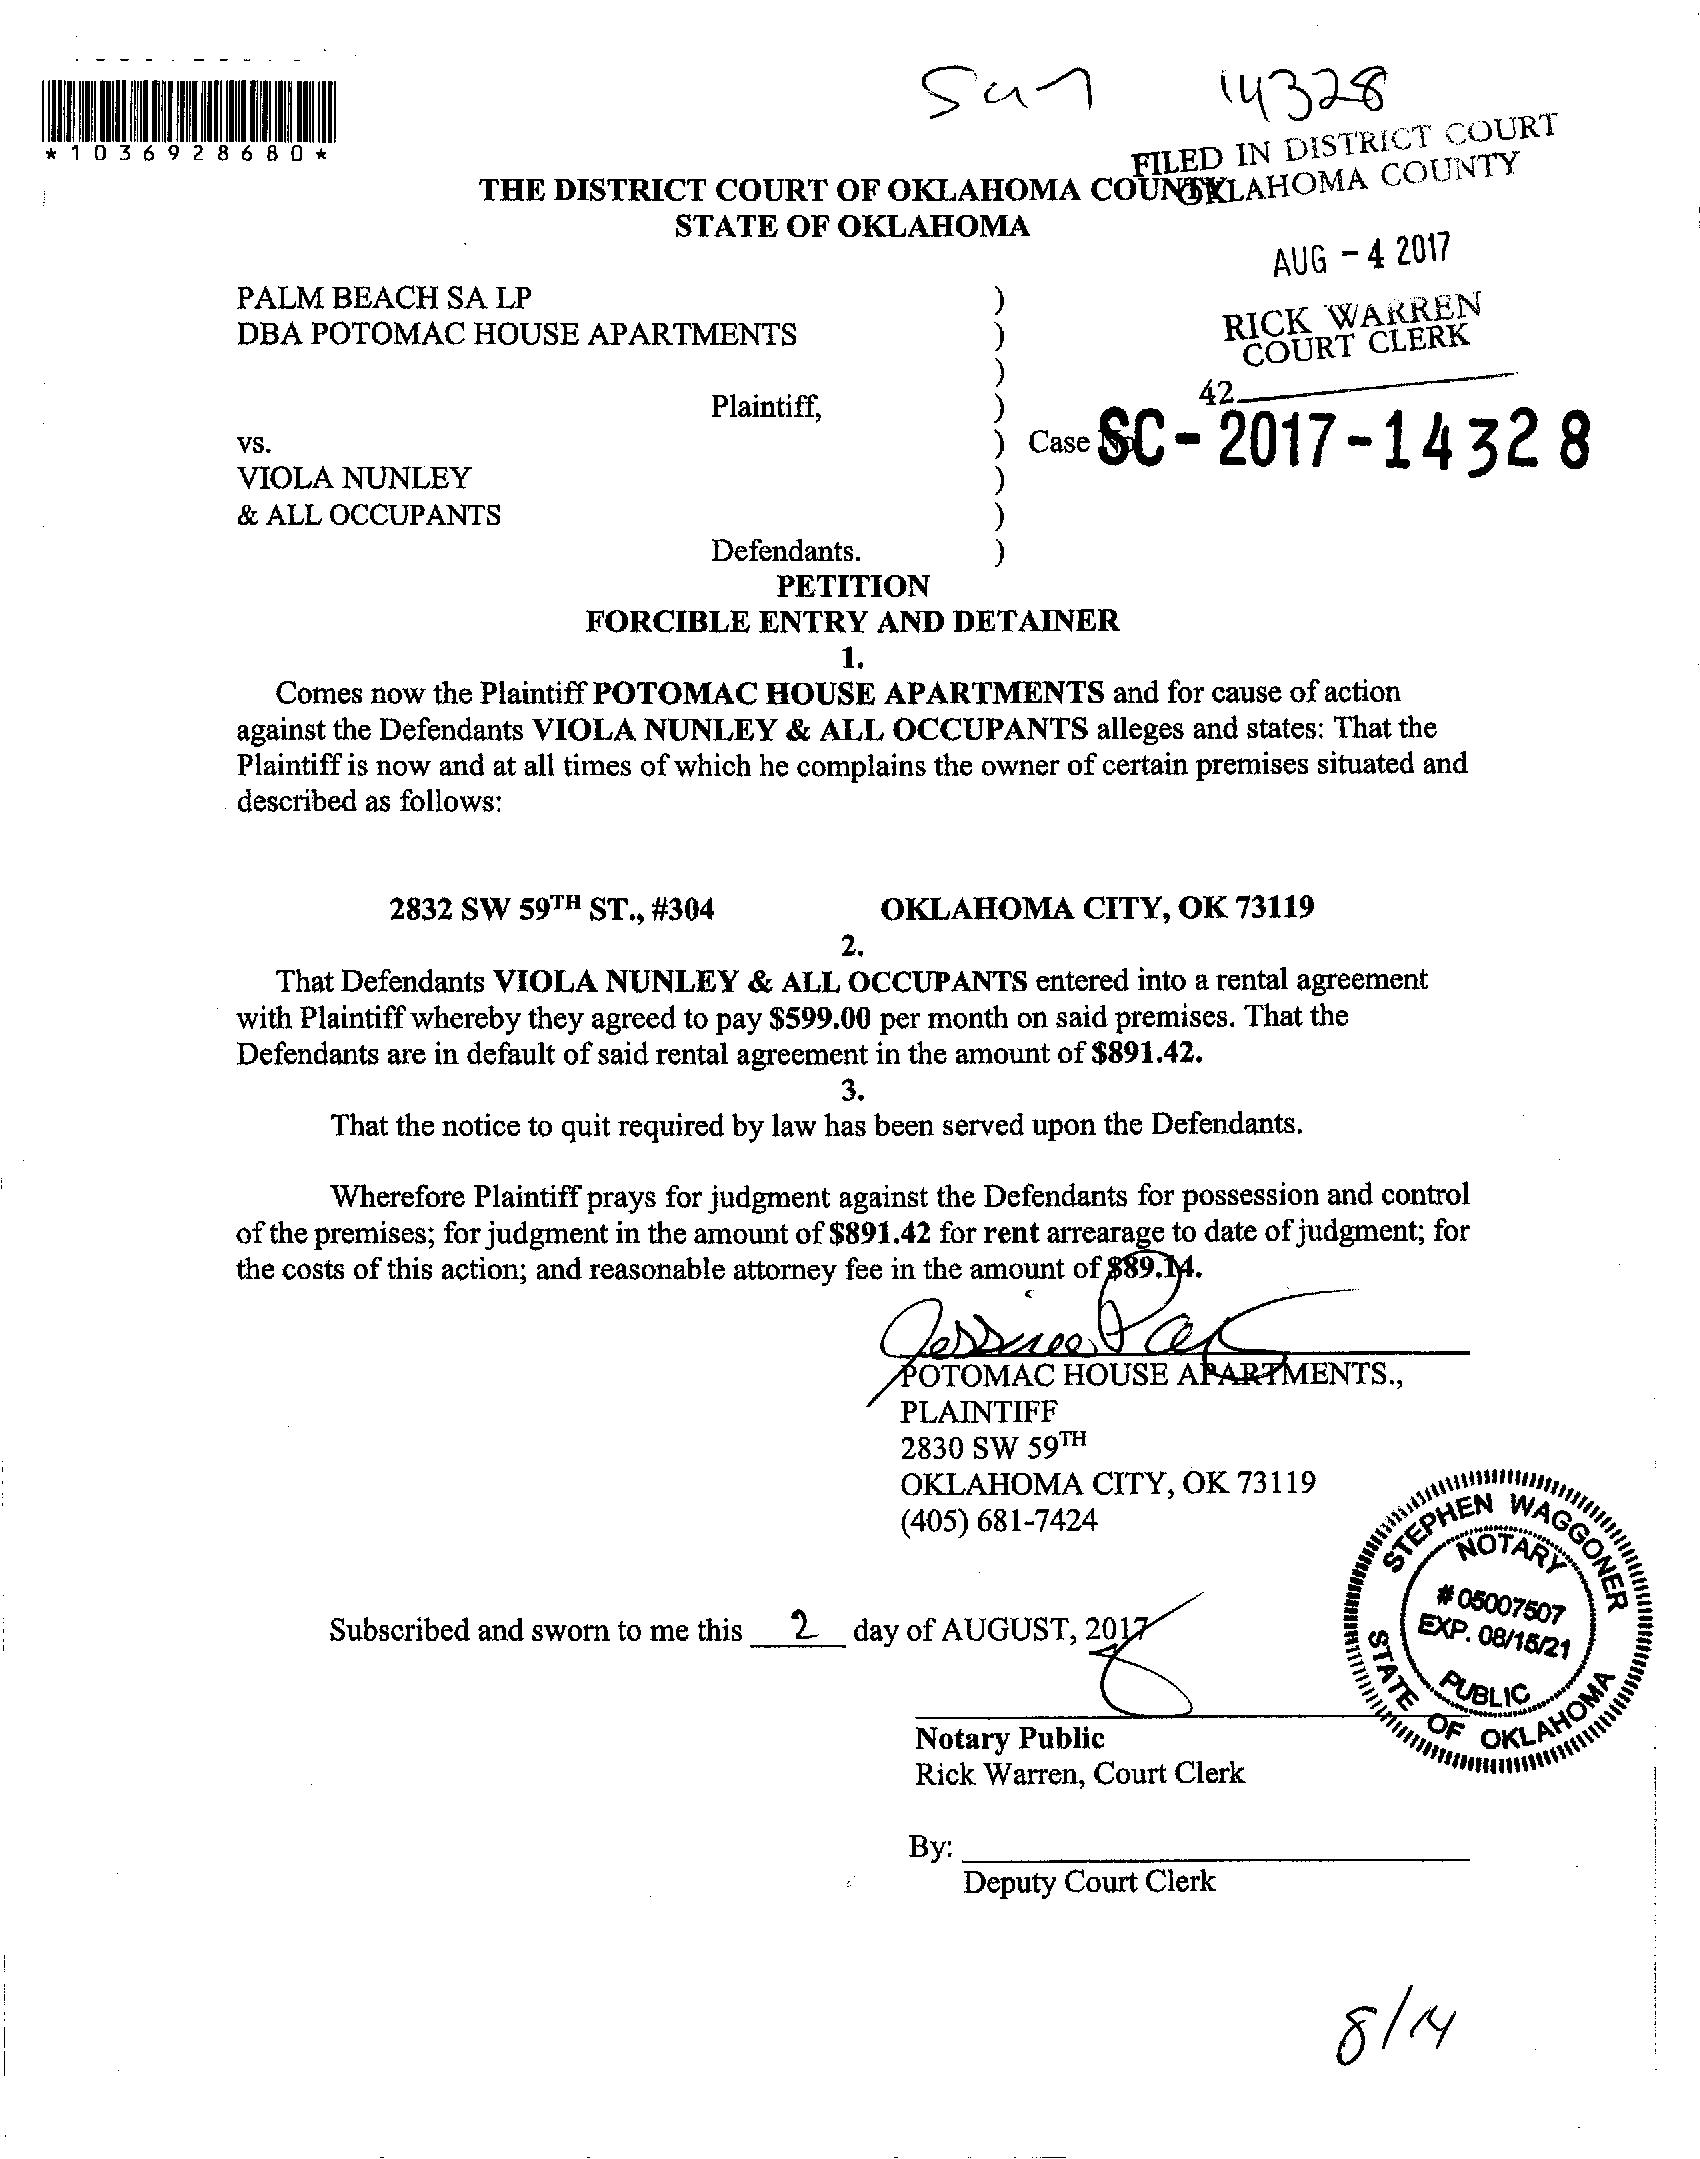 14328
*1036928680*
FILED IN DISTRICT COURT
OKLAHOMA COUNTY
THE DISTRICT COURT OF OKLAHOMA COUNTY
STATE OF OKLAHOMA
AUG - 4 2017
PALM BEACH SA LP )
DBA POTOMAC HOUSE APARTMENTS )
RICK WARREN
COURT CLERK
)
42
Plaintiff, )
vs. ) Case No. SC-2017-14328
VIOLA NUNLEY )
& ALL OCCUPANTS )
Defendants. )
PETITION
FORCIBLE ENTRY AND DETAINER
1.
Comes now the Plaintiff POTOMAC HOUSE APARTMENTS and for cause of action
against the Defendants VIOLA NUNLEY & ALL OCCUPANTS alleges and states: That the
Plaintiff is now and at all times of which he complains the owner of certain premises situated and
described as follows:
2832 SW 59TH ST., #304 OKLAHOMA CITY, OK 73119
2.
That Defendants VIOLA NUNLEY & ALL OCCUPANTS entered into a rental agreement
with Plaintiff whereby they agreed to pay $599.00 per month on said premises. That the
Defendants are in default of said rental agreement in the amount of $891.42.
3.
That the notice to quit required by law has been served upon the Defendants.
Wherefore Plaintiff prays for judgment against the Defendants for possession and control
of the premises; for judgment in the amount of $891.42 for rent arrearage to date of judgment; for
the costs of this action; and reasonable attorney fee in the amount of $89.14.
POTOMAC HOUSE APARTMENTS.,
PLAINTIFF
2830 SW 59TH
OKLAHOMA CITY, OK 73119
(405) 681-7424
STEPHEN WAGGONER
NOTARY
# 05007507
EXP. 08/15/21
PUBLIC
STATE OF OKLAHOMA
Subscribed and sworn to me this 2 day of AUGUST, 2017
Notary Public
Rick Warren, Court Clerk
By:
Deputy Court Clerk
8/14